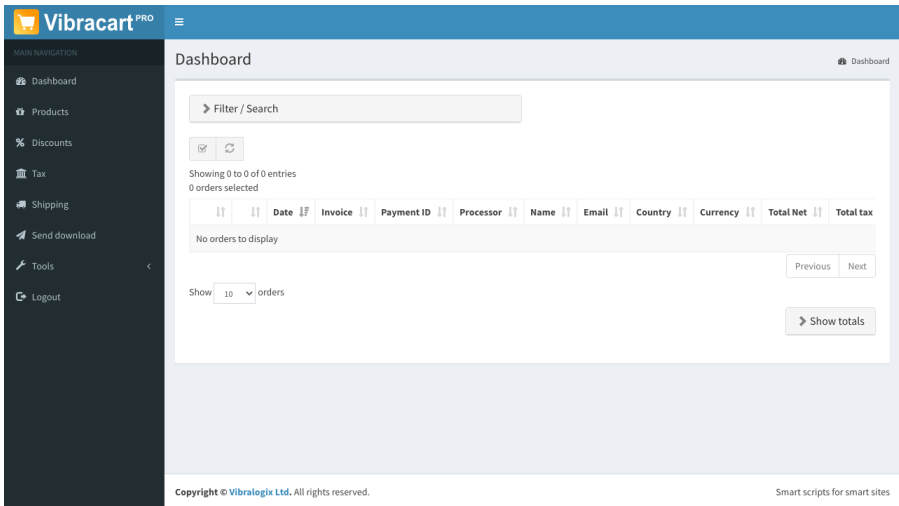 Vibracart PRO
MAIN NAVIGATION
Dashboard
Products
Discounts
Tax
Shipping
Send download
Tools
Logout
Dashboard
Dashboard
Filter / Search
Showing 0 to 0 of 0 entries
0 orders selected
Date Invoice Payment ID Processor Name Email Country Currency Total Net Total tax
No orders to display
Previous Next
Show 10 orders
Show totals
Copyright © Vibralogix Ltd. All rights reserved.
Smart scripts for smart sites